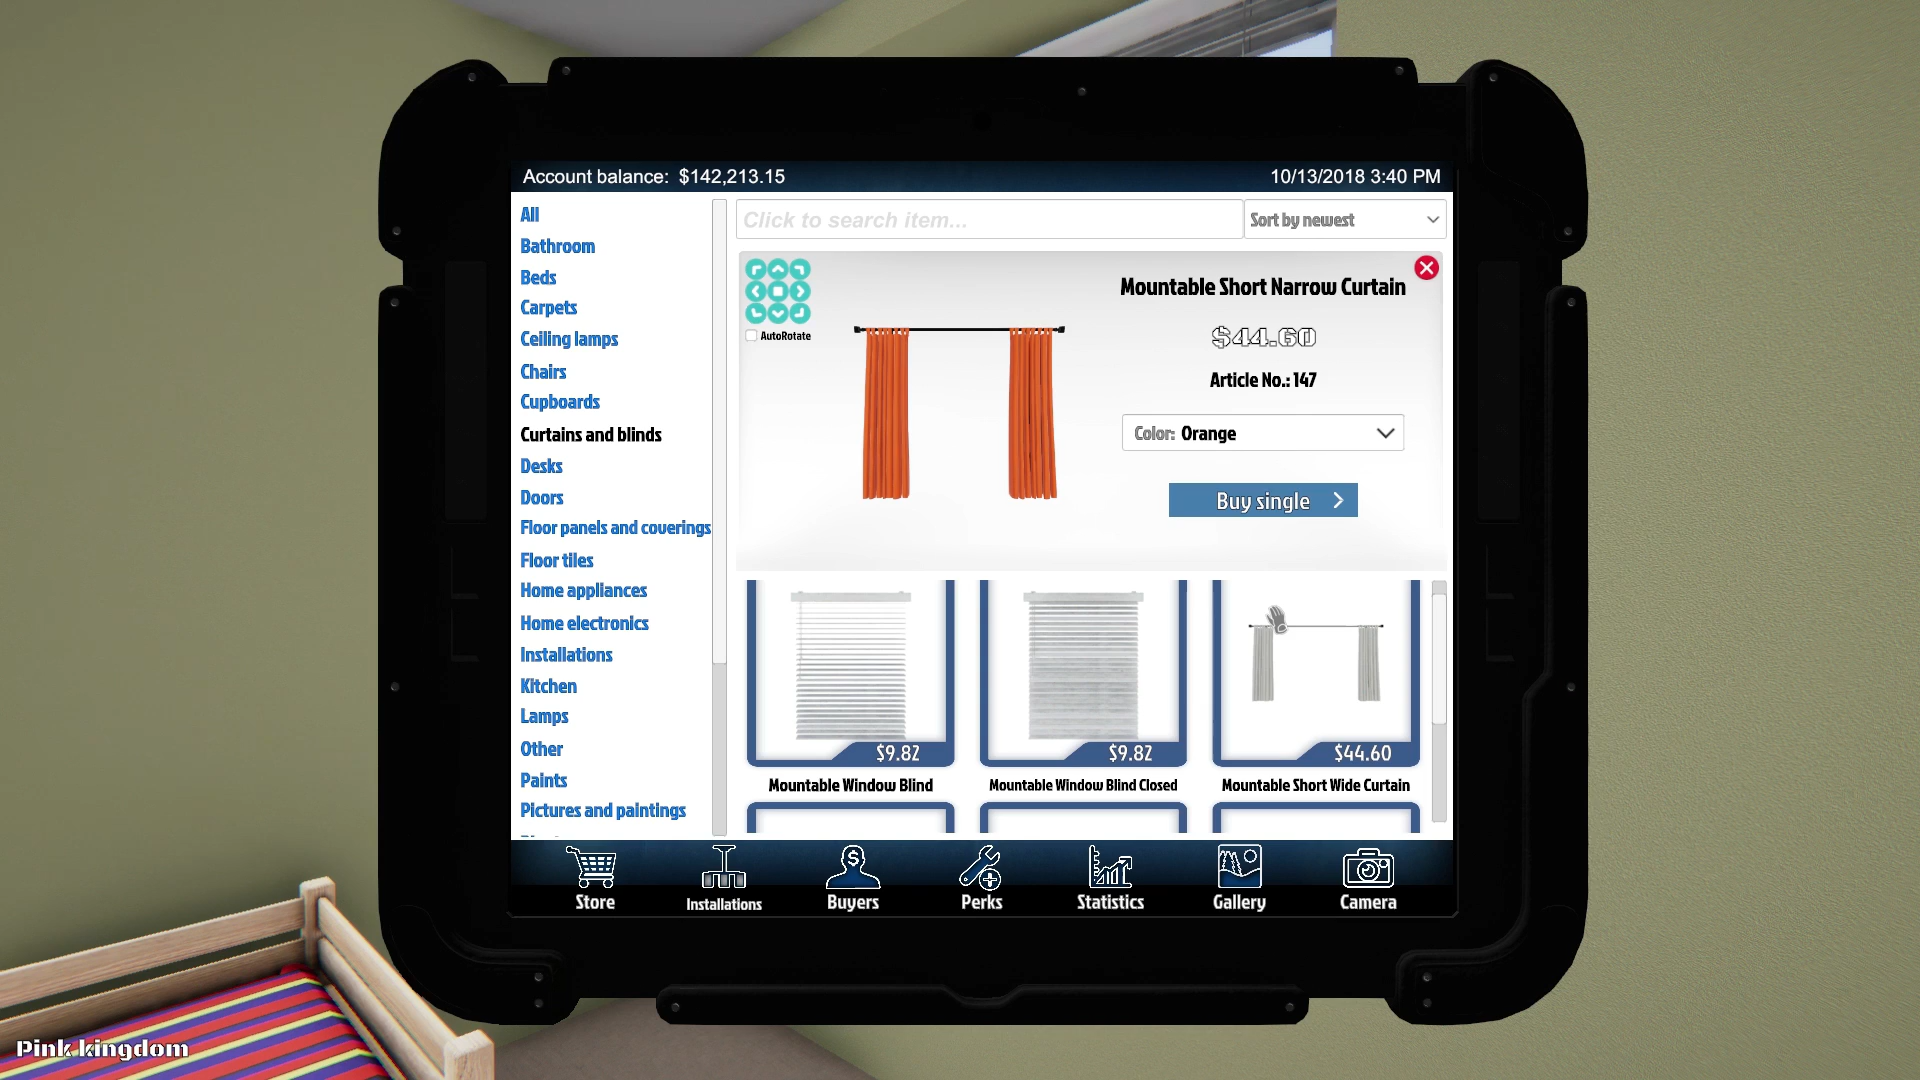 Account balance: $142,213.15
10/13/2018 3:40 PM
All
Bathroom
Beds
Carpets
Ceiling lamps
Chairs
Cupboards
Curtains and blinds
Desks
Doors
Floor panels and coverings
Floor tiles
Home appliances
Home electronics
Installations
Kitchen
Lamps
Other
Paints
Pictures and paintings
Click to search item...
Sort by newest
AutoRotate
Mountable Short Narrow Curtain
$44.60
Article No.: 147
Color: Orange
Buy single
$9.82
$9.82
$44.60
Mountable Window Blind
Mountable Window Blind Closed
Mountable Short Wide Curtain
Store
Installations
Buyers
Perks
Statistics
Gallery
Camera
Pink kingdom